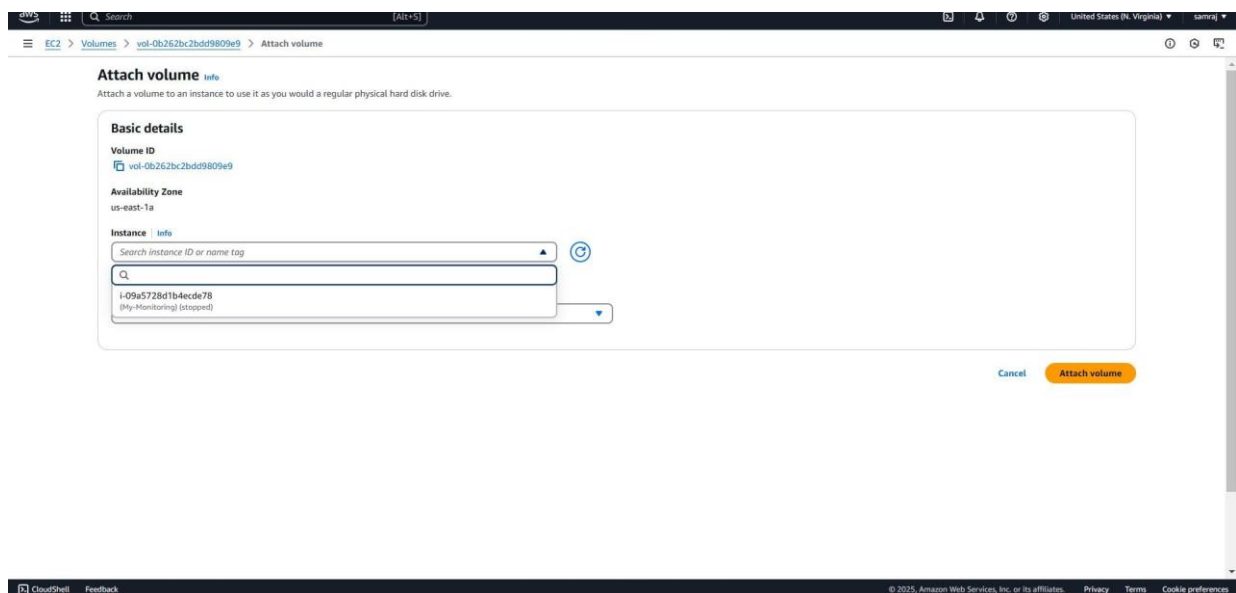 aws Search [Alt+S] United States (N. Virginia) samraj
EC2 > Volumes > vol-0b262bc2bdd9809e9 > Attach volume
Attach volume Info
Attach a volume to an instance to use it as you would a regular physical hard disk drive.
Basic details
Volume ID
vol-0b262bc2bdd9809e9
Availability Zone
us-east-1a
Instance | Info
Search instance ID or name tag
i-09a5728d1b4ecde78
(My-Monitoring) (stopped)
Cancel Attach volume
CloudShell Feedback © 2025, Amazon Web Services, Inc. or its affiliates. Privacy Terms Cookie preferences